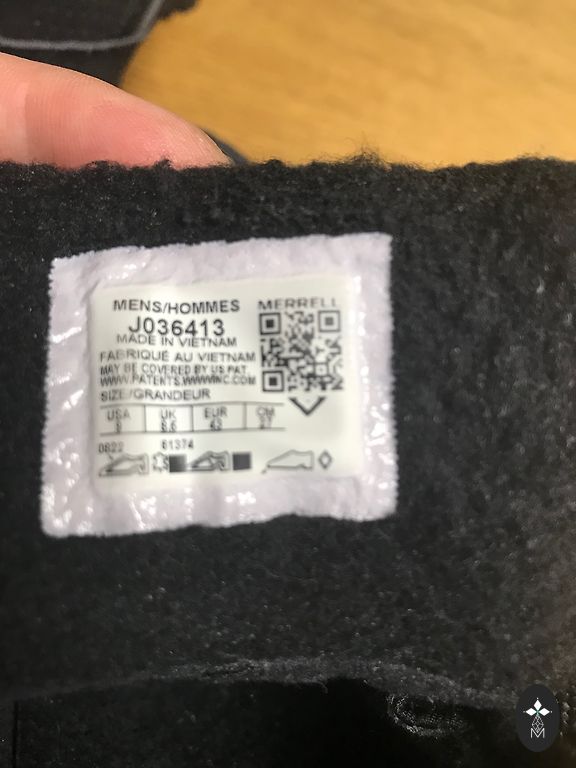 MENS/HOMMES
MERRELL
J036413
MADE IN VIETNAM
FABRIQUÉ AU VIETNAM
MAY BE COVERED BY US PAT.
WWW.PATENTS.WWWINC.COM
SIZE/GRANDEUR
USA UK EUR CM
9 8.5 43 27
0822 61374
M